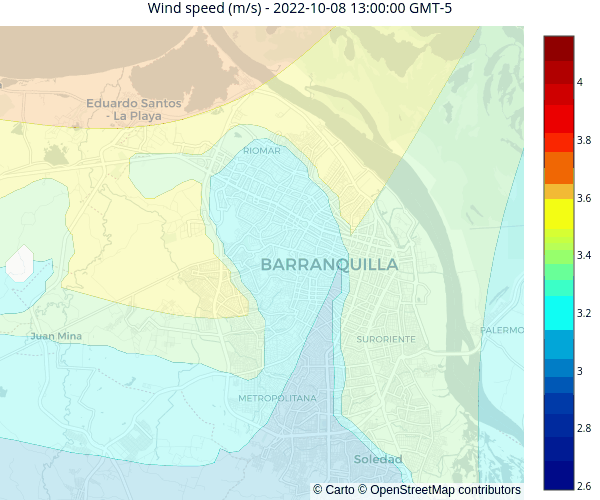 Wind speed (m/s) - 2022-10-08 13:00:00 GMT-5
Eduardo Santos
- La Playa
RIOMAR
BARRANQUILLA
Juan Mina
SURORIENTE
PALERMO
METROPOLITANA
Soledad
© Carto © OpenStreetMap contributors
4
3.8
3.6
3.4
3.2
3
2.8
2.6